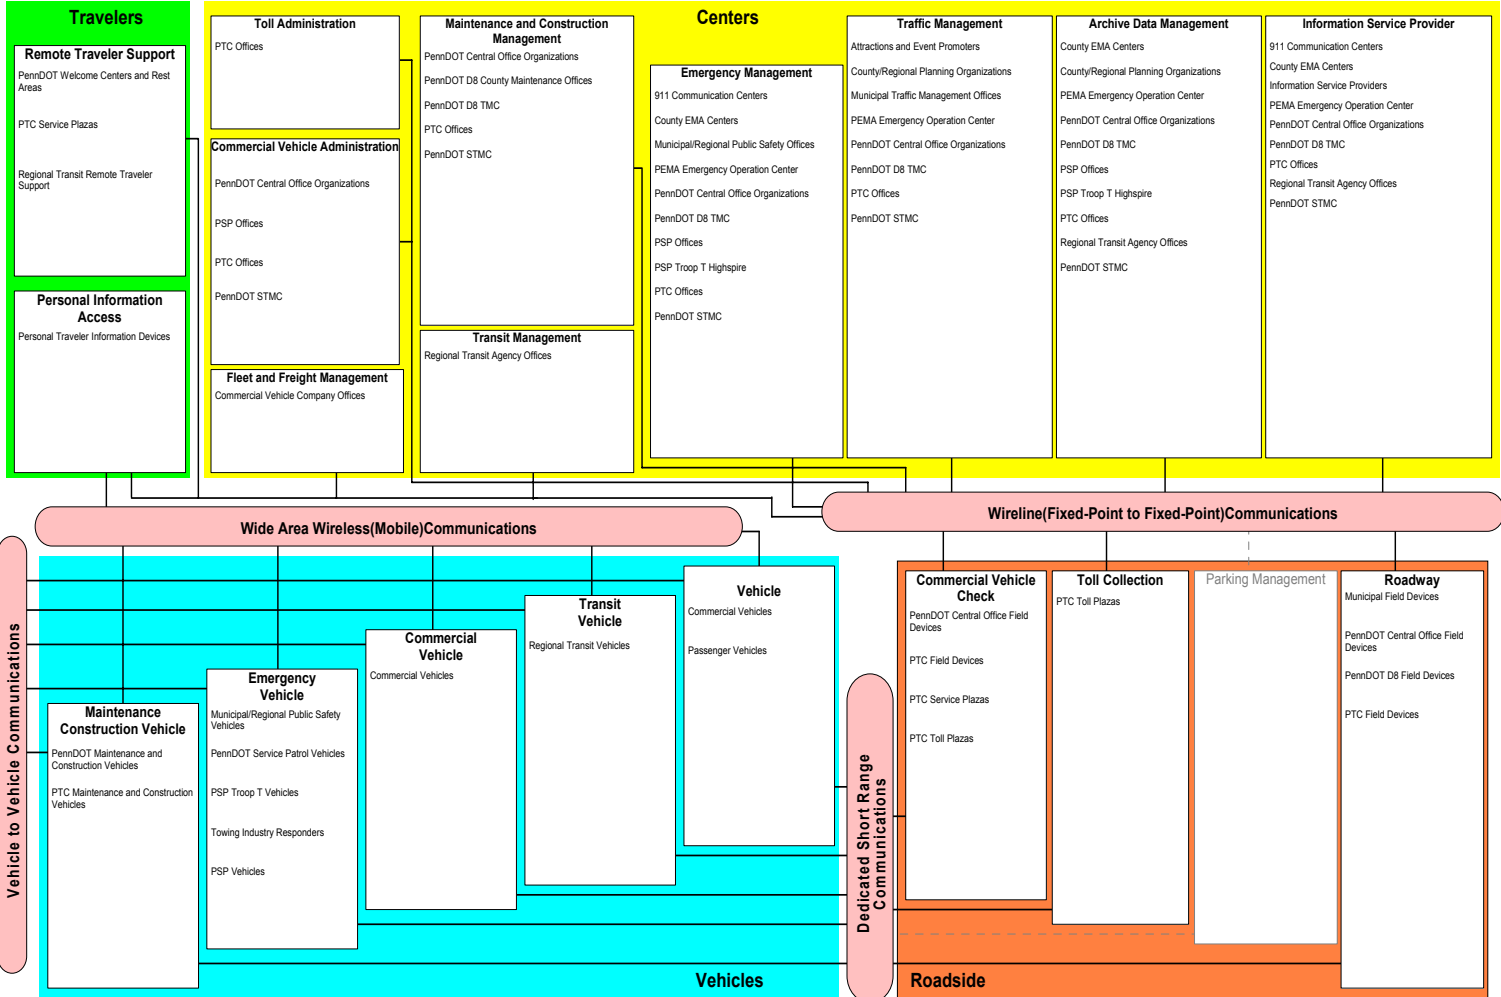 Travelers
Remote Traveler Support
PennDOT Welcome Centers and Rest
Areas
PTC Service Plazas
Regional Transit Remote Traveler
Support
Personal Information
Access
Personal Traveler Information Devices
Centers
Toll Administration
PTC Offices
Commercial Vehicle Administration
PennDOT Central Office Organizations
PSP Offices
PTC Offices
PennDOT STMC
Fleet and Freight Management
Commercial Vehicle Company Offices
Maintenance and Construction
Management
PennDOT Central Office Organizations
PennDOT D8 County Maintenance Offices
PennDOT D8 TMC
PTC Offices
PennDOT STMC
Transit Management
Regional Transit Agency Offices
Emergency Management
911 Communication Centers
County EMA Centers
Municipal/Regional Public Safety Offices
PEMA Emergency Operation Center
PennDOT Central Office Organizations
PennDOT D8 TMC
PSP Offices
PSP Troop T Highspire
PTC Offices
PennDOT STMC
Traffic Management
Attractions and Event Promoters
County/Regional Planning Organizations
Municipal Traffic Management Offices
PEMA Emergency Operation Center
PennDOT Central Office Organizations
PennDOT D8 TMC
PTC Offices
PennDOT STMC
Archive Data Management
County EMA Centers
County/Regional Planning Organizations
PEMA Emergency Operation Center
PennDOT Central Office Organizations
PennDOT D8 TMC
PSP Offices
PSP Troop T Highspire
PTC Offices
Regional Transit Agency Offices
PennDOT STMC
Information Service Provider
911 Communication Centers
County EMA Centers
Information Service Providers
PEMA Emergency Operation Center
PennDOT Central Office Organizations
PennDOT D8 TMC
PTC Offices
Regional Transit Agency Offices
PennDOT STMC
Wide Area Wireless(Mobile)Communications
Wireline(Fixed-Point to Fixed-Point)Communications
Vehicle to Vehicle Communications
Maintenance
Construction Vehicle
PennDOT Maintenance and
Construction Vehicles
PTC Maintenance and Construction
Vehicles
Emergency
Vehicle
Municipal/Regional Public Safety
Vehicles
PennDOT Service Patrol Vehicles
PSP Troop T Vehicles
Towing Industry Responders
PSP Vehicles
Commercial
Vehicle
Commercial Vehicles
Transit
Vehicle
Regional Transit Vehicles
Vehicle
Commercial Vehicles
Passenger Vehicles
Vehicles
Dedicated Short Range
Communications
Commercial Vehicle
Check
PennDOT Central Office Field
Devices
PTC Field Devices
PTC Service Plazas
PTC Toll Plazas
Toll Collection
PTC Toll Plazas
Parking Management
Roadway
Municipal Field Devices
PennDOT Central Office Field
Devices
PennDOT D8 Field Devices
PTC Field Devices
Roadside